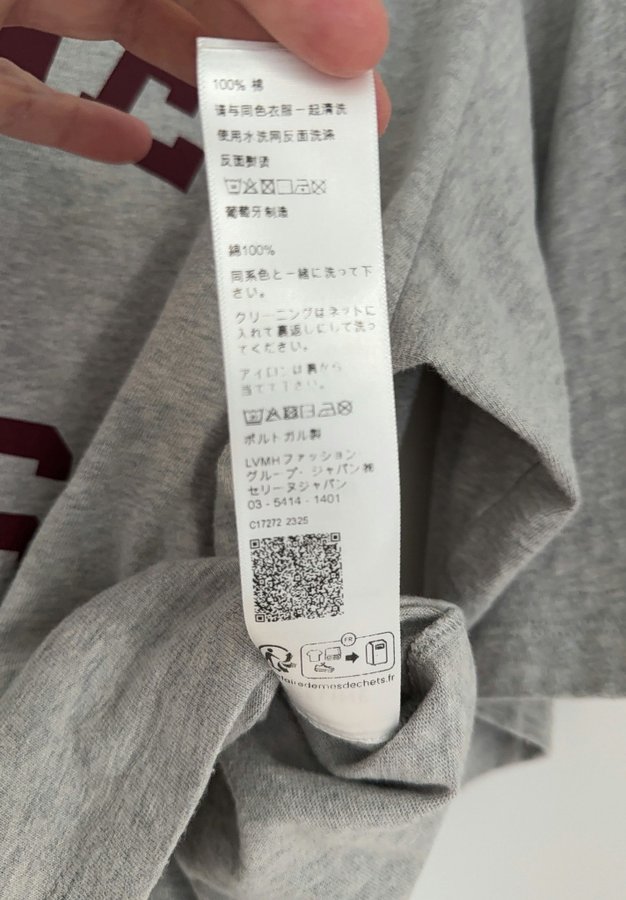 100% 棉
请与同色衣服一起清洗
使用水洗网反面洗涤
反面熨烫
葡萄牙制造
綿100%
同系色と一緒に洗って下
さい。
クリーニングはネットに
入れて裏返しにして洗っ
てください。
アイロンは裏から
当てて下さい。
ポルトガル製
LVMHファッション
グループ・ジャパン㈱
セリーヌジャパン
03 - 5414 - 1401
C17272 2325
FR
fairedemesdechets.fr